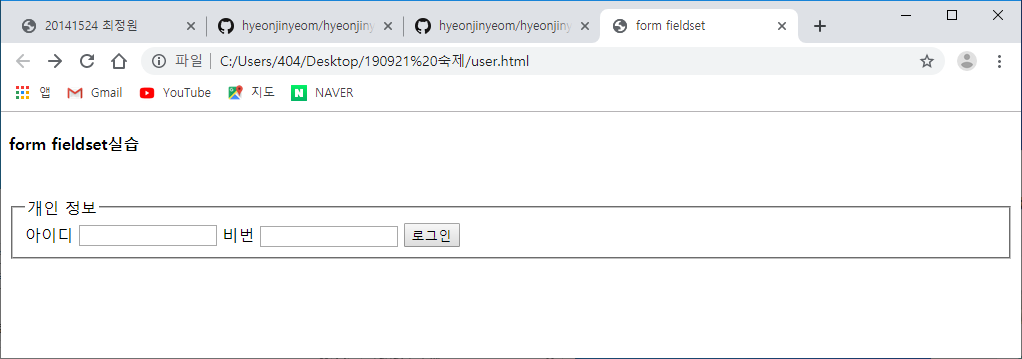 20141524 최정원
hyeonjinyeom/hyeonjiny
hyeonjinyeom/hyeonjiny
form fieldset
파일 | C:/Users/404/Desktop/190921%20숙제/user.html
앱 Gmail YouTube 지도 N NAVER
form fieldset실습
개인 정보
아이디 비번 로그인